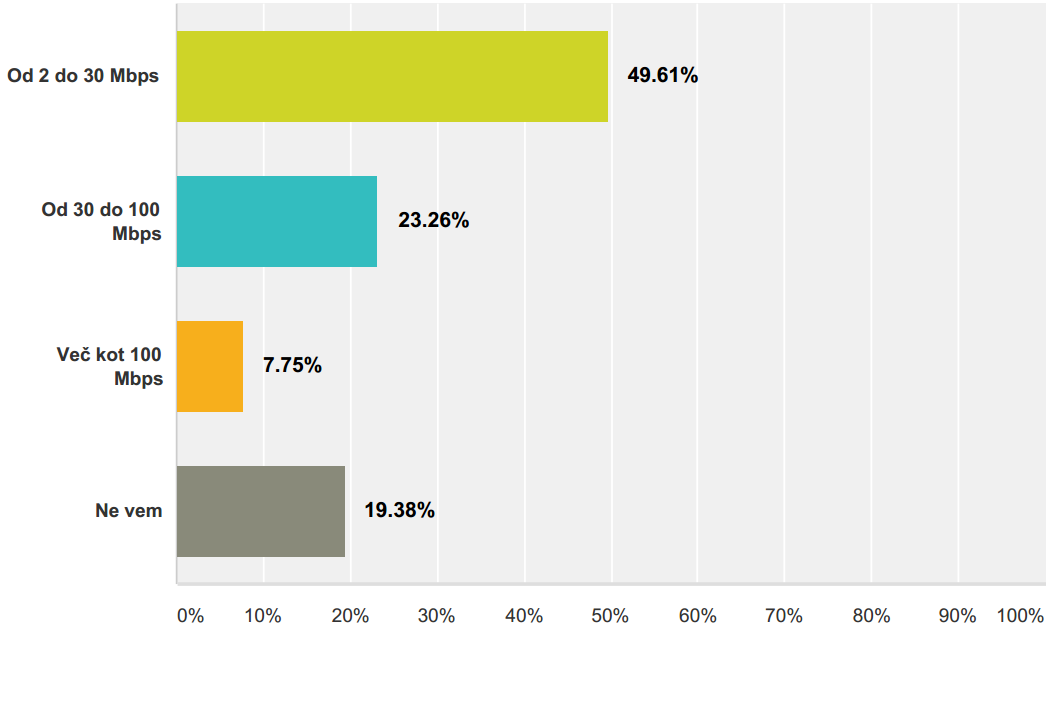 Od 2 do 30 Mbps
49.61%
Od 30 do 100
Mbps
23.26%
Več kot 100
Mbps
7.75%
Ne vem
19.38%
0% 10% 20% 30% 40% 50% 60% 70% 80% 90% 100%